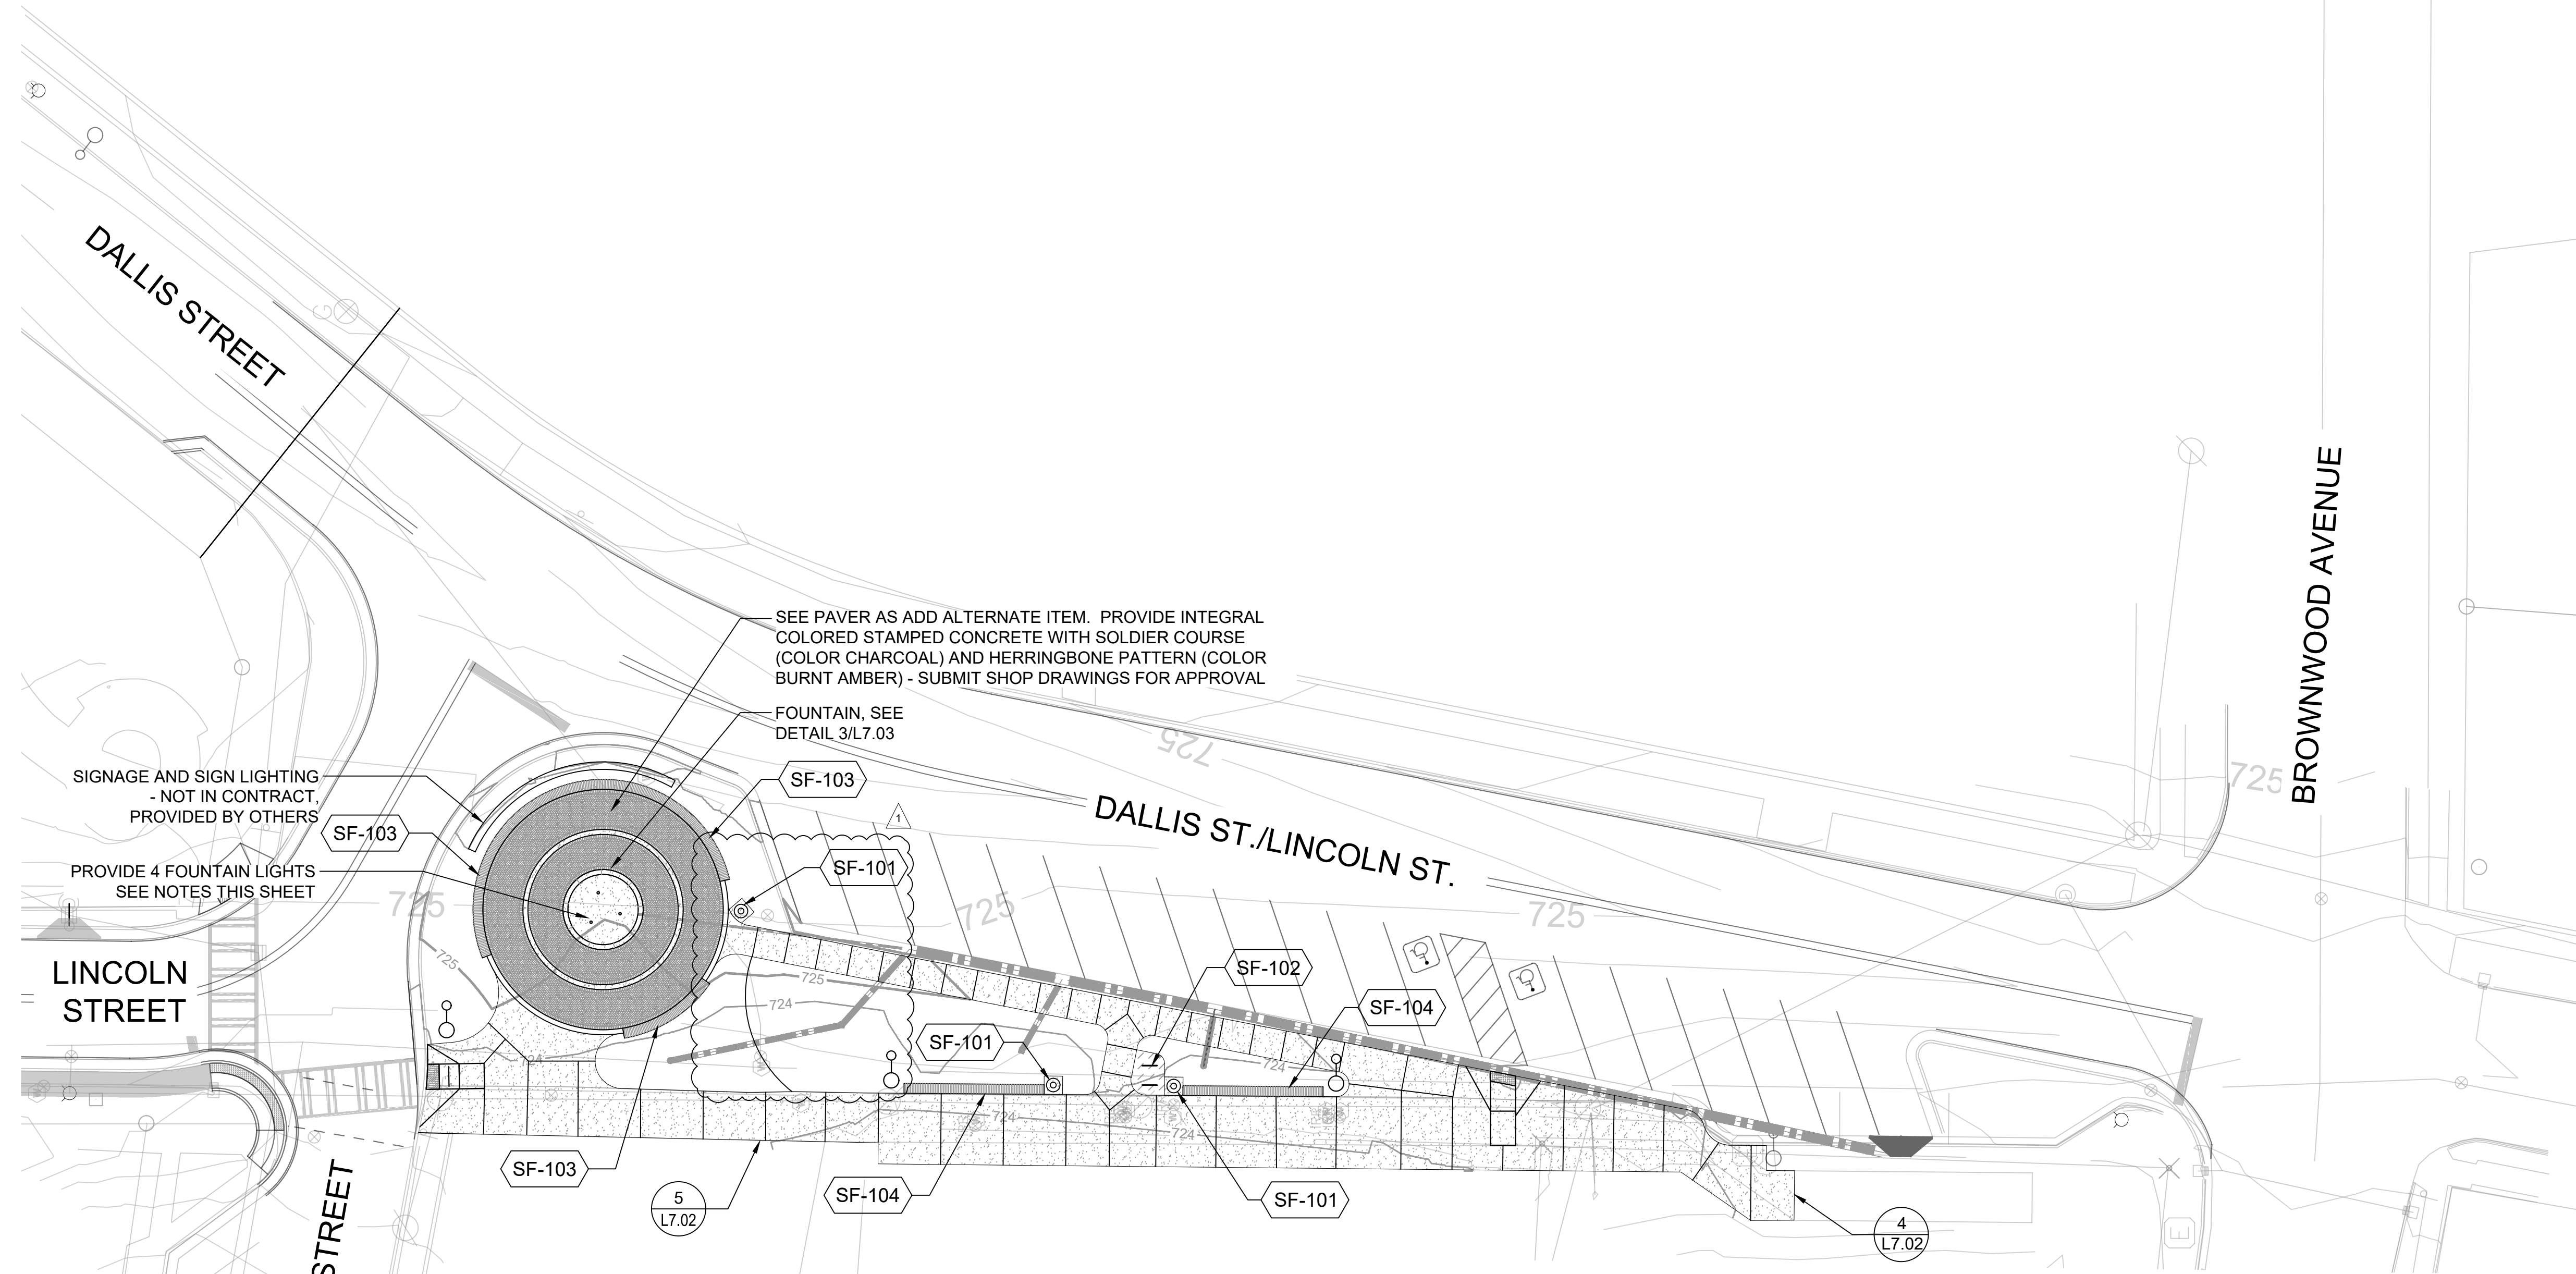 DALLIS STREET
BROWNWOOD AVENUE
SEE PAVER AS ADD ALTERNATE ITEM.  PROVIDE INTEGRAL
COLORED STAMPED CONCRETE WITH SOLDIER COURSE
(COLOR CHARCOAL) AND HERRINGBONE PATTERN (COLOR
BURNT AMBER) - SUBMIT SHOP DRAWINGS FOR APPROVAL
FOUNTAIN, SEE
DETAIL 3/L7.03
725
725
SIGNAGE AND SIGN LIGHTING
- NOT IN CONTRACT,
PROVIDED BY OTHERS
SF-103
SF-103
1
DALLIS ST./LINCOLN ST.
PROVIDE 4 FOUNTAIN LIGHTS
SEE NOTES THIS SHEET
SF-101
725
725
725
G
LINCOLN
STREET
725
725
724
SF-102
SF-104
SF-101
724
724
724
724
SF-103
SF-104
SF-101
5
L7.02
4
L7.02
E
STREET